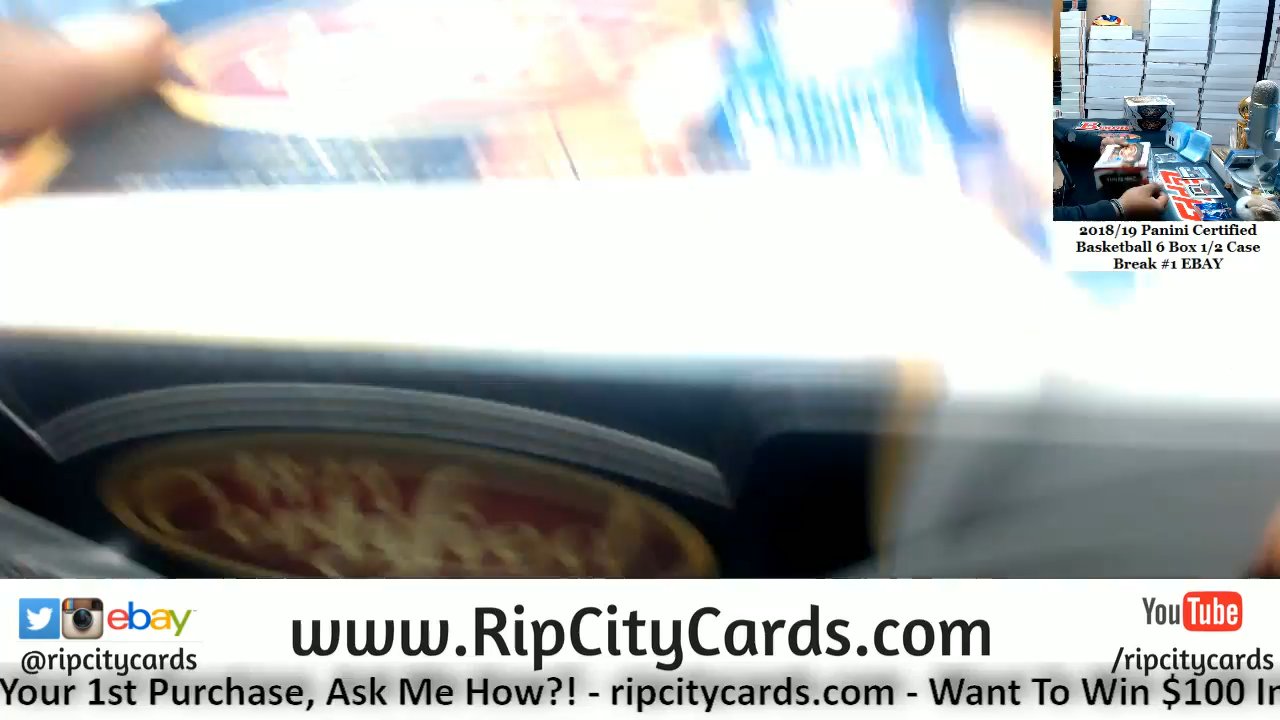 2018/19 Panini Certified
Basketball 6 Box 1/2 Case
Break #1 EBAY
ebay
@ripcitycards
www.RipCityCards.com
YouTube
/ripcitycards
Your 1st Purchase, Ask Me How?! - ripcitycards.com - Want To Win $100 In